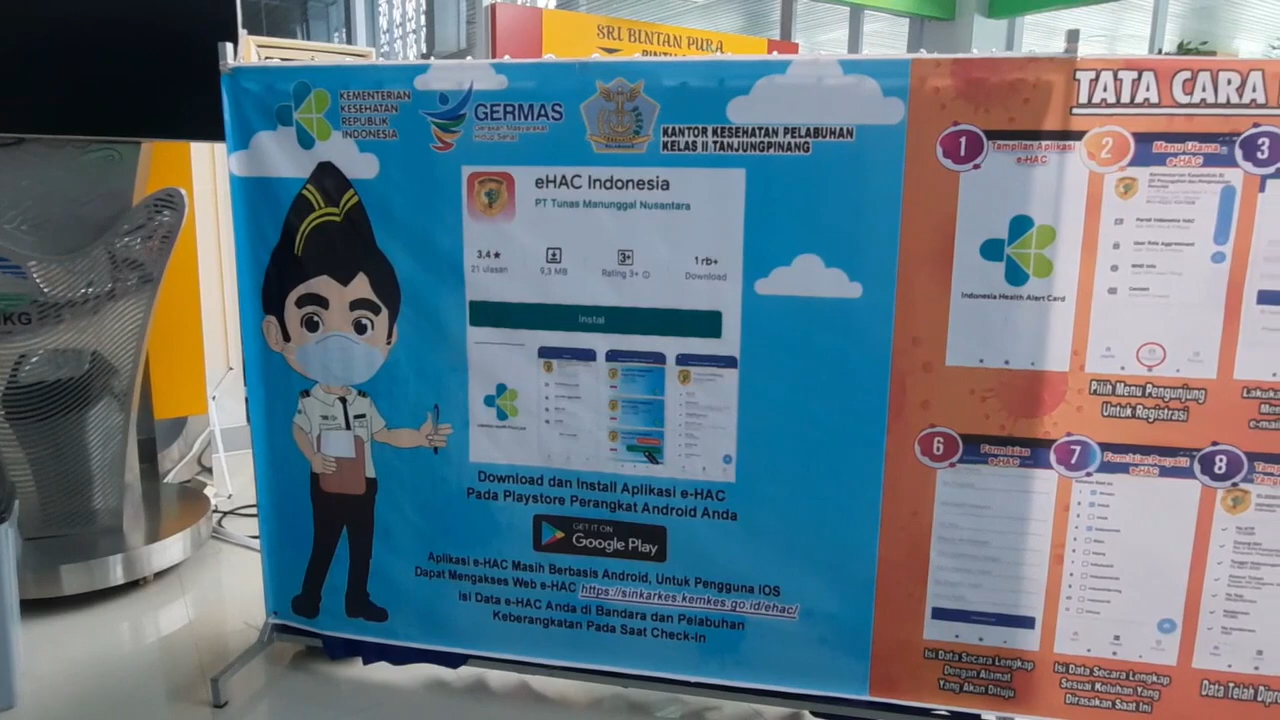 SRI BINTAN PURA
KEMENTERIAN
KESEHATAN
REPUBLIK
INDONESIA
GERMAS
Gerakan Masyarakat
Hidup Sehat
KANTOR KESEHATAN PELABUHAN
KELAS II TANJUNGPINANG
eHAC Indonesia
PT Tunas Manunggal Nusantara
3,4★
21 ulasan
9,3 MB
3+
Rating 3+
1 rb+
Download
Instal
Download dan Install Aplikasi e-HAC
Pada Playstore Perangkat Android Anda
GET IT ON
Google Play
Aplikasi e-HAC Masih Berbasis Android, Untuk Pengguna IOS
Dapat Mengakses Web e-HAC https://sinkarkes.kemkes.go.id/ehac/
Isi Data e-HAC Anda di Bandara dan Pelabuhan
Keberangkatan Pada Saat Check-In
TATA CARA
1
Tampilan Aplikasi
e-HAC
Indonesia Health Alert Card
2
Menu Utama
e-HAC
Pilih Menu Pengunjung
Untuk Registrasi
3
6
Form Isian
e-HAC
Isi Data Secara Lengkap
Dengan Alamat
Yang Akan Dituju
7
Form Isian Penyakit
e-HAC
Isi Data Secara Lengkap
Sesuai Keluhan Yang
Dirasakan Saat Ini
8
Data Telah